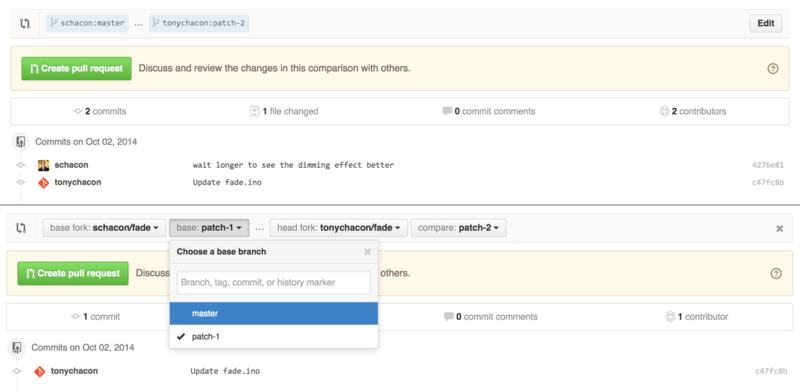 schacon:master ... tonychacon:patch-2 Edit
Create pull request Discuss and review the changes in this comparison with others.
2 commits 1 file changed 0 commit comments 2 contributors
Commits on Oct 02, 2014
schacon wait longer to see the dimming effect better 4276e81
tonychacon Update fade.ino c47fc8b
base fork: schacon/fade base: patch-1 ... head fork: tonychacon/fade compare: patch-2
Choose a base branch
Create pull request Discus others.
Branch, tag, commit, or history marker
1 commit 0 commit comments 1 contributor
master
patch-1
Commits on Oct 02, 2014
tonychacon Update fade.ino c47fc8b